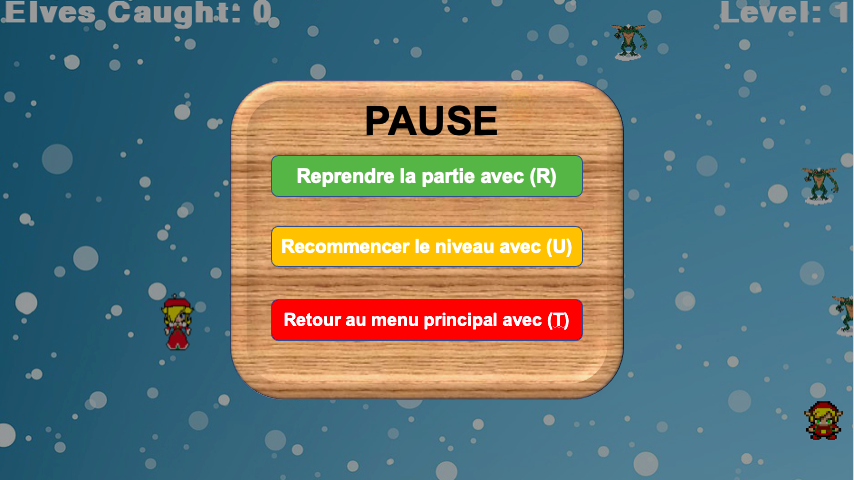 Elves Caught: 0
Level: 1
PAUSE
Reprendre la partie avec (R)
Recommencer le niveau avec (U)
Retour au menu principal avec (T)